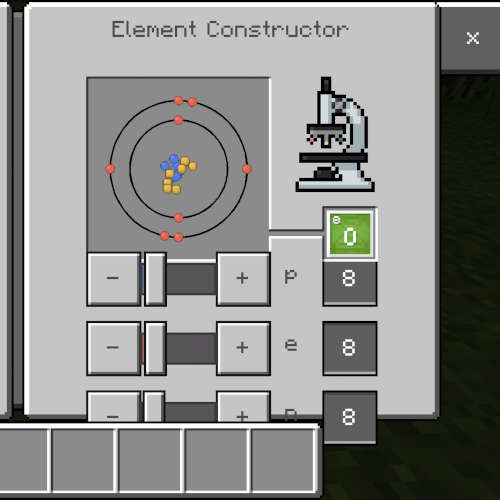 Element Constructor
x
8
O
- + p 8
- + e 8
- + n 8